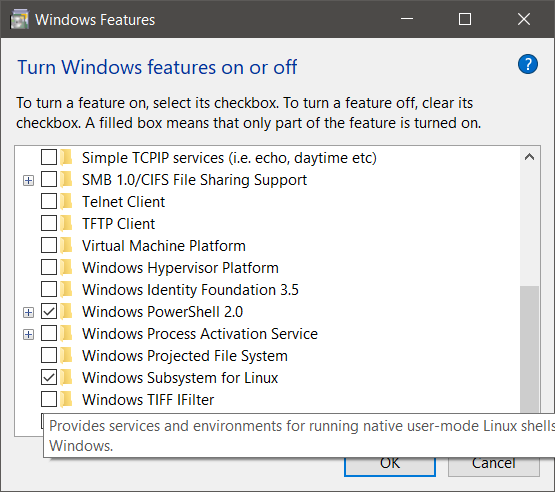 Windows Features
Turn Windows features on or off
?
To turn a feature on, select its checkbox. To turn a feature off, clear its
checkbox. A filled box means that only part of the feature is turned on.
Simple TCPIP services (i.e. echo, daytime etc)
SMB 1.0/CIFS File Sharing Support
Telnet Client
TFTP Client
Virtual Machine Platform
Windows Hypervisor Platform
Windows Identity Foundation 3.5
Windows PowerShell 2.0
Windows Process Activation Service
Windows Projected File System
Windows Subsystem for Linux
Windows TIFF IFilter
Provides services and environments for running native user-mode Linux shells
Windows.
OK
Cancel